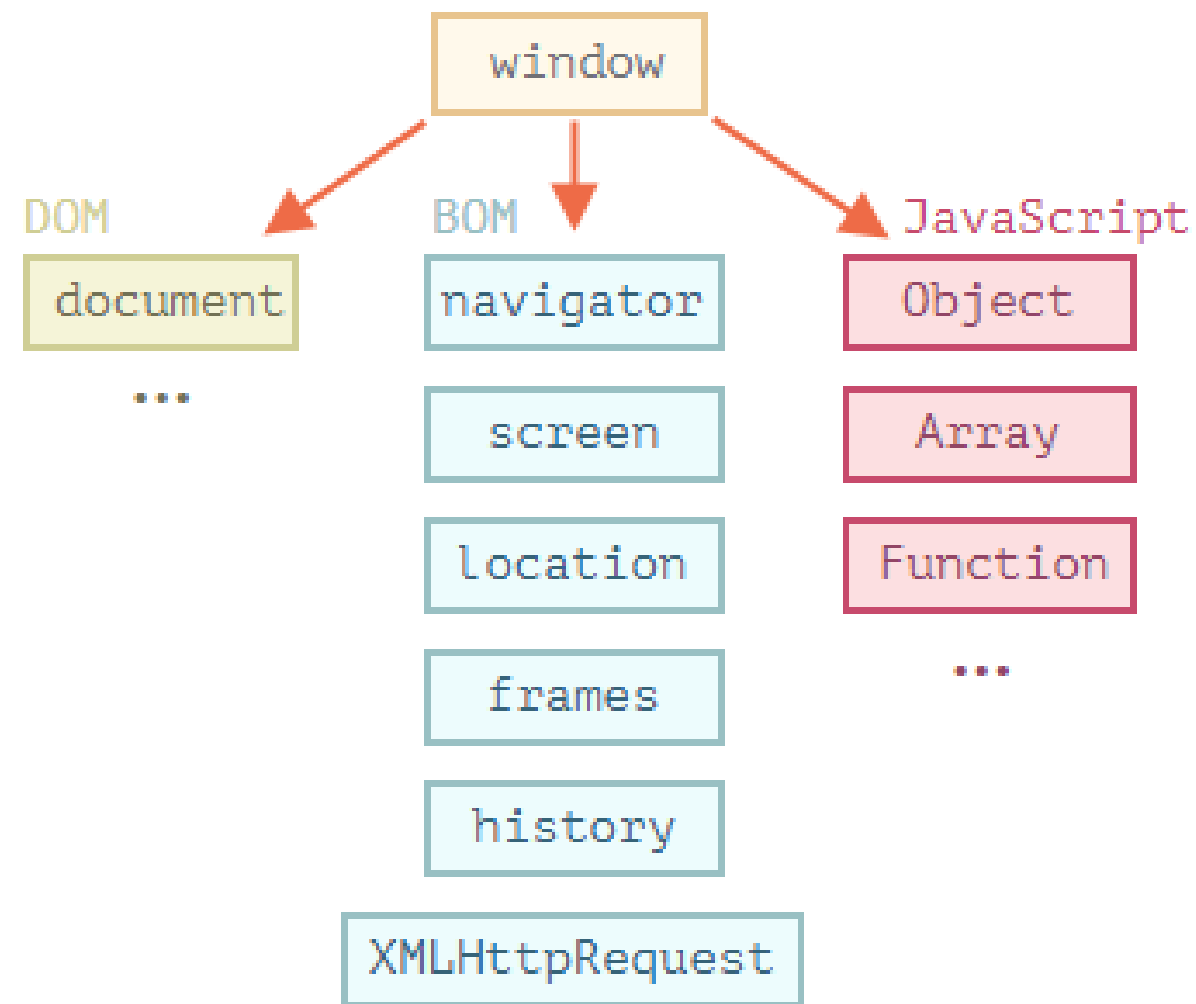 window
DOM
document
...
BOM
navigator
screen
location
frames
history
XMLHttpRequest
JavaScript
Object
Array
Function
...